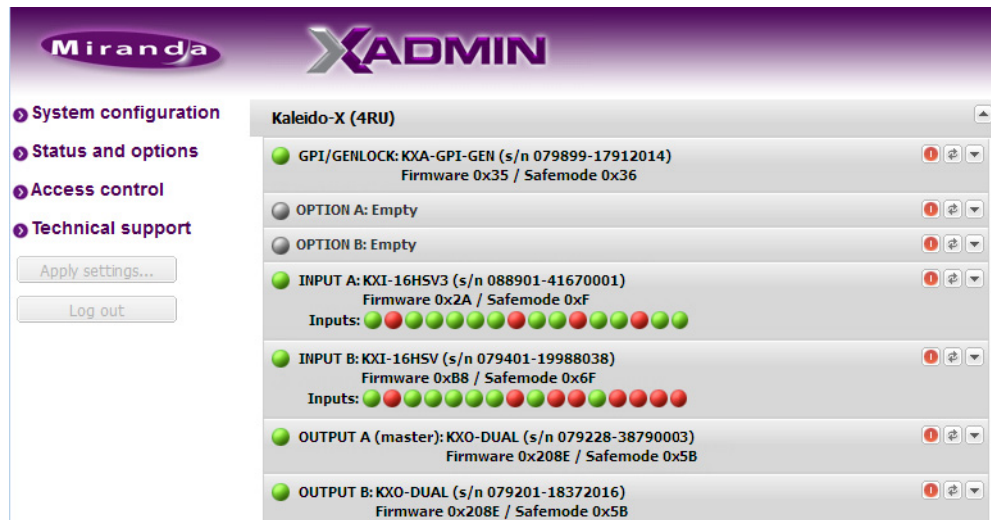 Miranda
XADMIN
System configuration
Status and options
Access control
Technical support
Apply settings...
Log out
Kaleido-X (4RU)
GPI/GENLOCK: KXA-GPI-GEN (s/n 079899-17912014)
Firmware 0x35 / Safemode 0x36
OPTION A: Empty
OPTION B: Empty
INPUT A: KXI-16HSV3 (s/n 088901-41670001)
Firmware 0x2A / Safemode 0xF
Inputs:
INPUT B: KXI-16HSV (s/n 079401-19988038)
Firmware 0xB8 / Safemode 0x6F
Inputs:
OUTPUT A (master): KXO-DUAL (s/n 079228-38790003)
Firmware 0x208E / Safemode 0x5B
OUTPUT B: KXO-DUAL (s/n 079201-18372016)
Firmware 0x208E / Safemode 0x5B